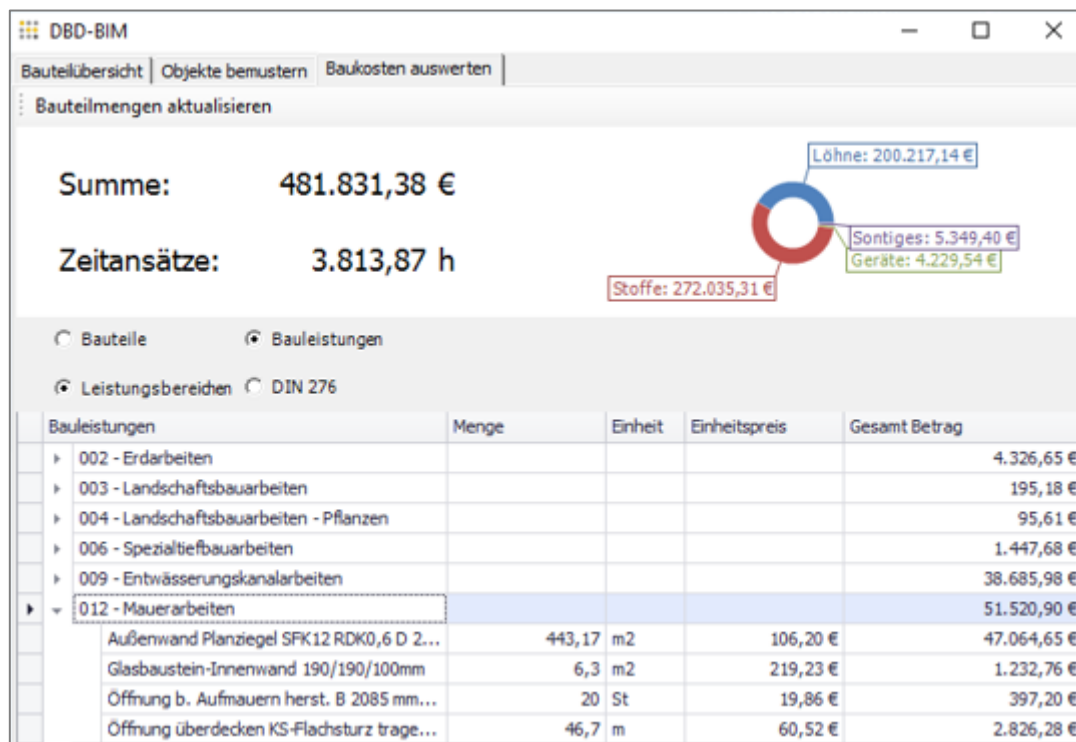 DBD-BIM
Bauteilübersicht Objekte bemustern Baukosten auswerten
Bauteilmengen aktualisieren
Löhne: 200.217,14 €
Summe: 481.831,38 €
Sontiges: 5.349,40 €
Zeitansätze: 3.813,87 h
Geräte: 4.229,54 €
Stoffe: 272.035,31 €
Bauteile Bauleistungen
Leistungsbereichen DIN 276
Bauleistungen Menge Einheit Einheitspreis Gesamt Betrag
002 - Erdarbeiten 4.326,65 €
003 - Landschaftsbauarbeiten 195,18 €
004 - Landschaftsbauarbeiten - Pflanzen 95,61 €
006 - Spezialtiefbauarbeiten 1.447,68 €
009 - Entwässerungskanalarbeiten 38.685,98 €
012 - Mauerarbeiten 51.520,90 €
Außenwand Planziegel SFK12 RDK0,6 D 2... 443,17 m2 106,20 € 47.064,65 €
Glasbaustein-Innenwand 190/190/100mm 6,3 m2 219,23 € 1.232,76 €
Öffnung b. Aufmauern herst. B 2085 mm... 20 St 19,86 € 397,20 €
Öffnung überdecken KS-Flachsturz trage... 46,7 m 60,52 € 2.826,28 €